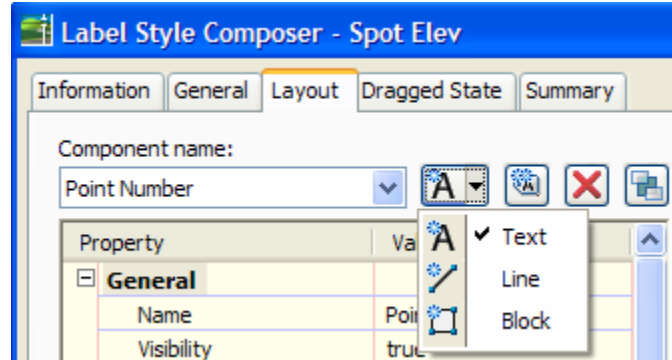 Label Style Composer - Spot Elev
Information General Layout Dragged State Summary
Component name:
Point Number
Property
Text
General
Line
Name
Block
Visibility true